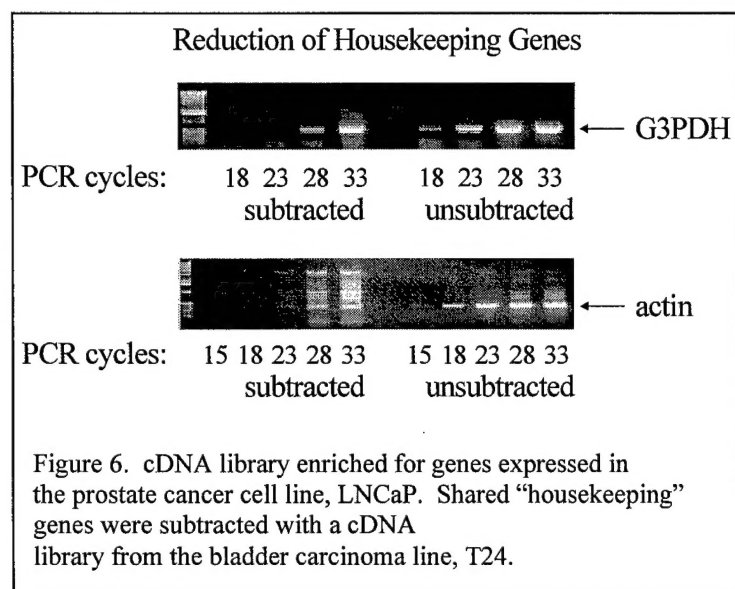 Reduction of Housekeeping Genes
← G3PDH
PCR cycles: 18 23 28 33 18 23 28 33
subtracted unsubtracted
← actin
PCR cycles: 15 18 23 28 33 15 18 23 28 33
subtracted unsubtracted
Figure 6. cDNA library enriched for genes expressed in
the prostate cancer cell line, LNCaP. Shared “housekeeping”
genes were subtracted with a cDNA
library from the bladder carcinoma line, T24.